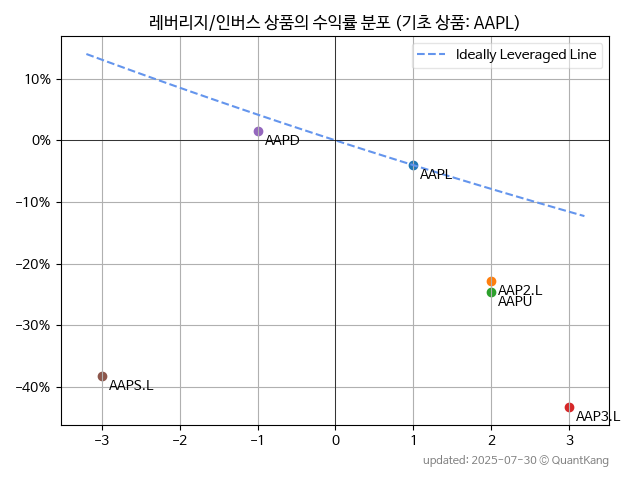 레버리지/인버스 상품의 수익률 분포 (기초 상품: AAPL)
Ideally Leveraged Line
10%
0%
−10%
−20%
−30%
−40%
AAPD
AAPL
AAP2.L
AAPU
AAPS.L
AAP3.L
−3 −2 −1 0 1 2 3
updated: 2025-07-30 © QuantKang